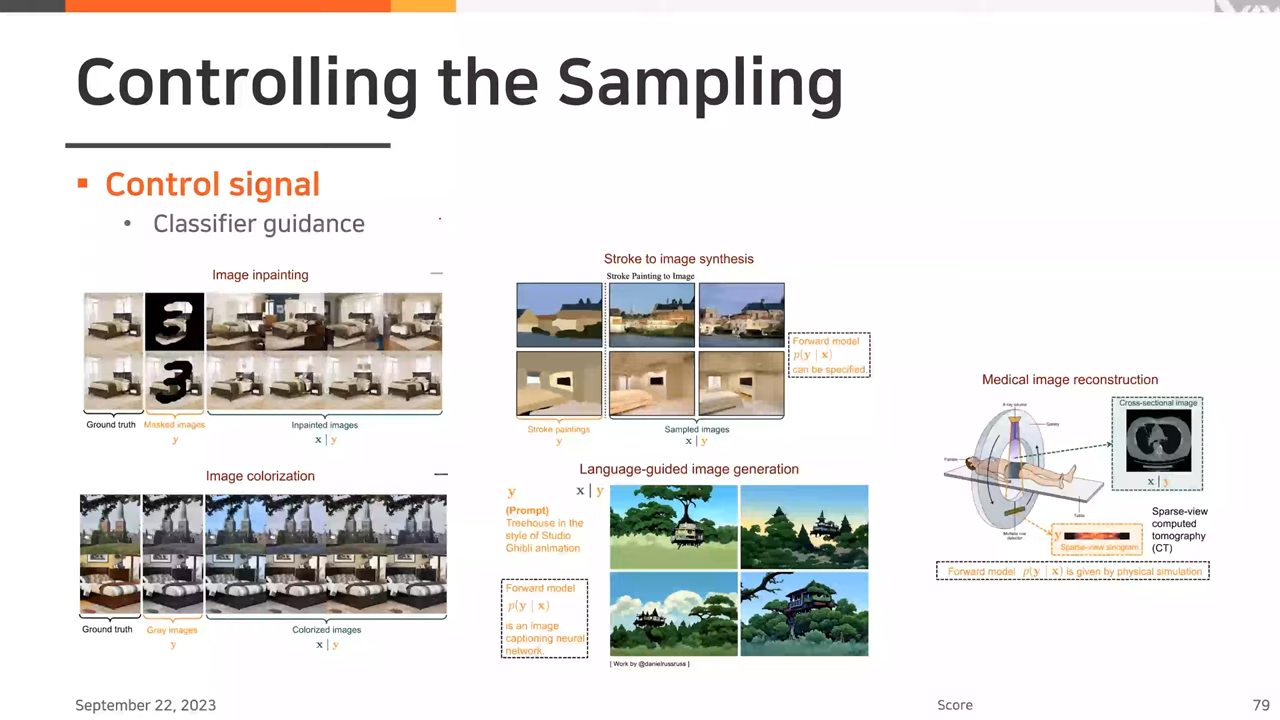 Controlling the Sampling
▪ Control signal
• Classifier guidance
Image inpainting
Ground truth
Masked images
Inpainted images
y
x | y
Image colorization
Ground truth
Gray images
Colorized images
y
x | y
Stroke to image synthesis
Stroke Painting to Image
Forward model
p(y | x)
can be specified.
Stroke paintings
Sampled images
y
x | y
Language-guided image generation
y
x | y
(Prompt)
Treehouse in the
style of Studio
Ghibli animation
Forward model
p(y | x)
is an image
captioning neural
network.
[ Work by @danielrussruss ]
Medical image reconstruction
X-ray source
Cross-sectional image
x | y
Table
y
Sparse-view sinogram
Sparse-view
computed
tomography
(CT)
Forward model p(y | x) is given by physical simulation
September 22, 2023
Score
79